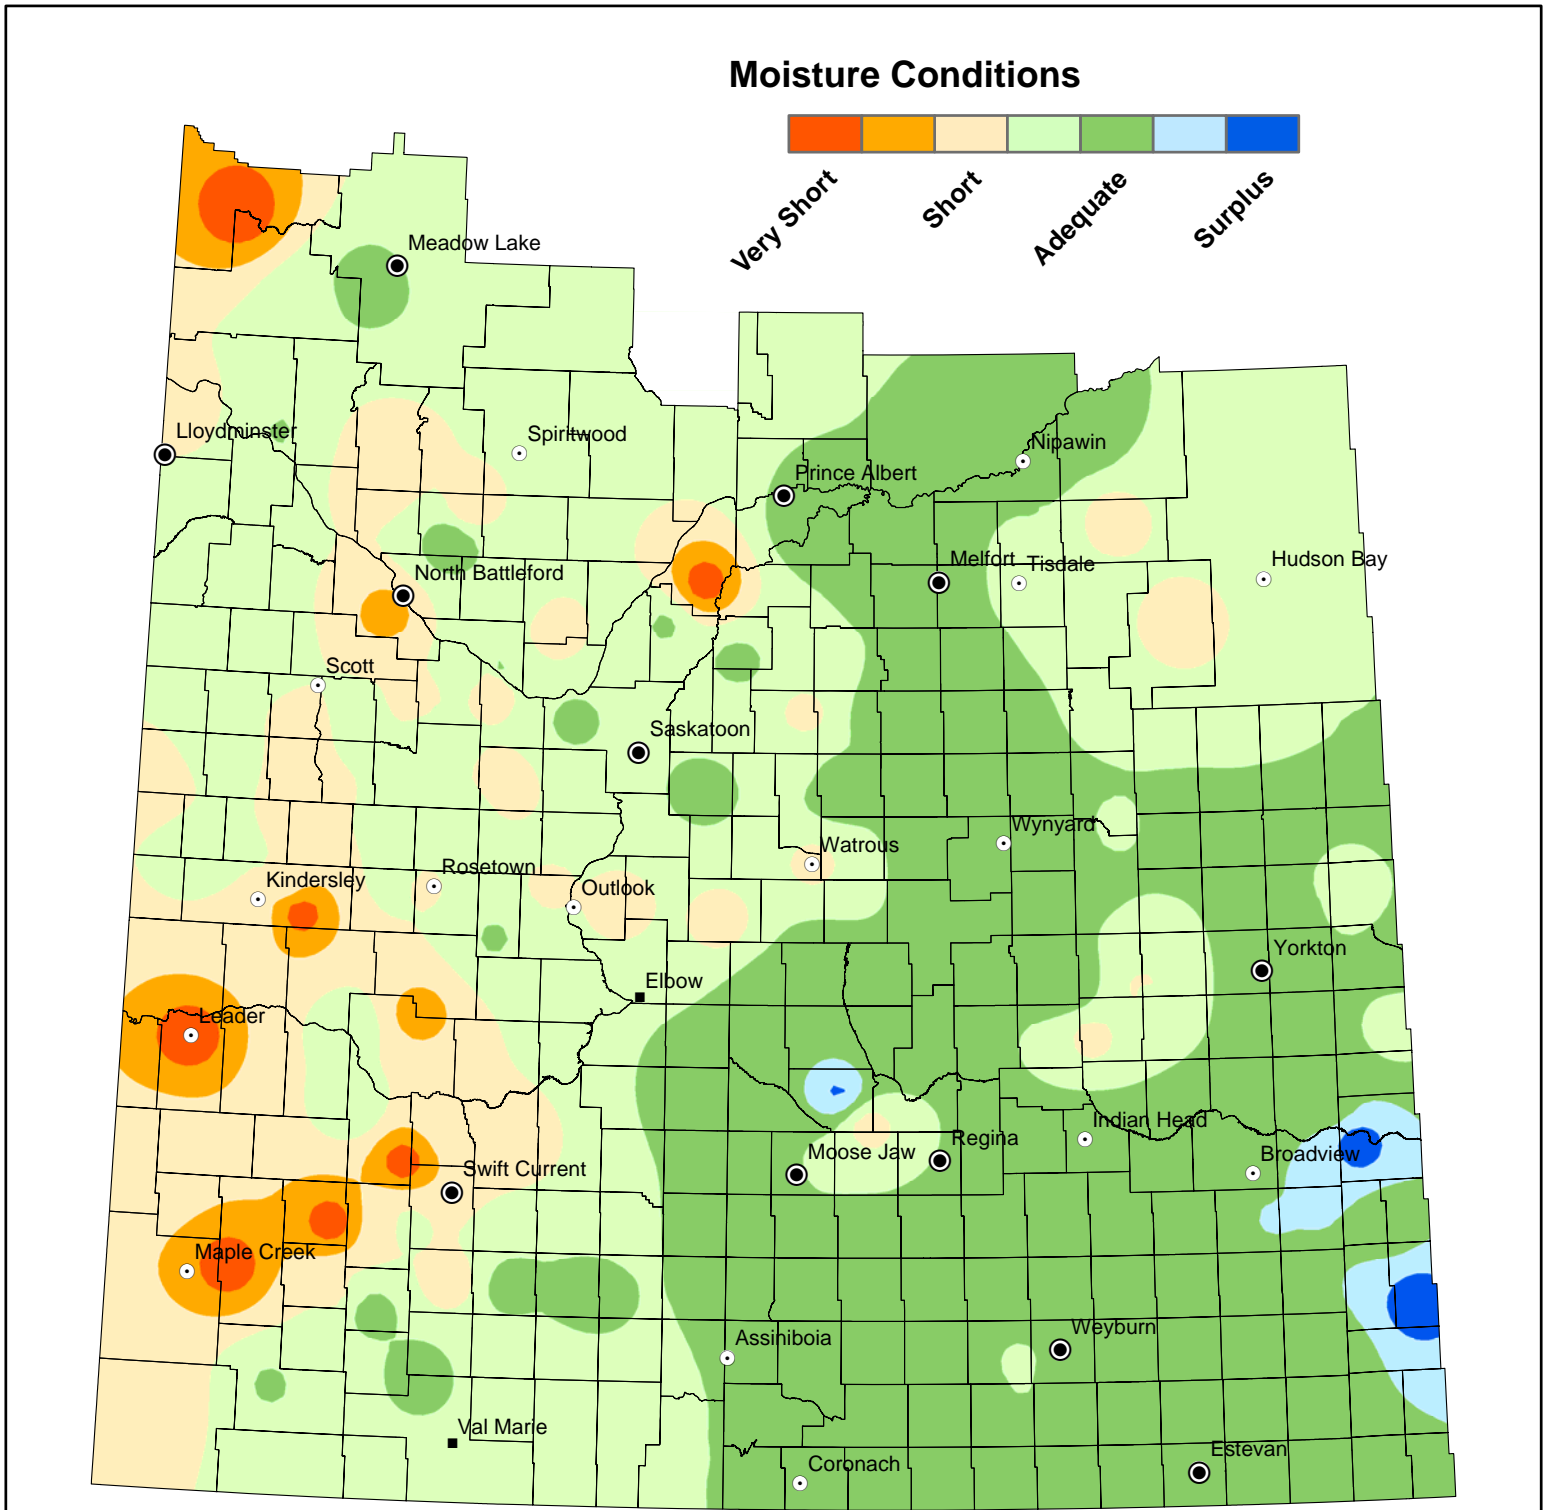 Moisture Conditions
Very Short
Short
Adequate
Surplus
Meadow Lake
Lloydminster
Spiritwood
Nipawin
Prince Albert
Melfort
Tisdale
Hudson Bay
North Battleford
Scott
Saskatoon
Wynyard
Watrous
Rosetown
Kindersley
Outlook
Yorkton
Elbow
Leader
Indian Head
Regina
Broadview
Moose Jaw
Swift Current
Maple Creek
Weyburn
Assiniboia
Val Marie
Estevan
Coronach